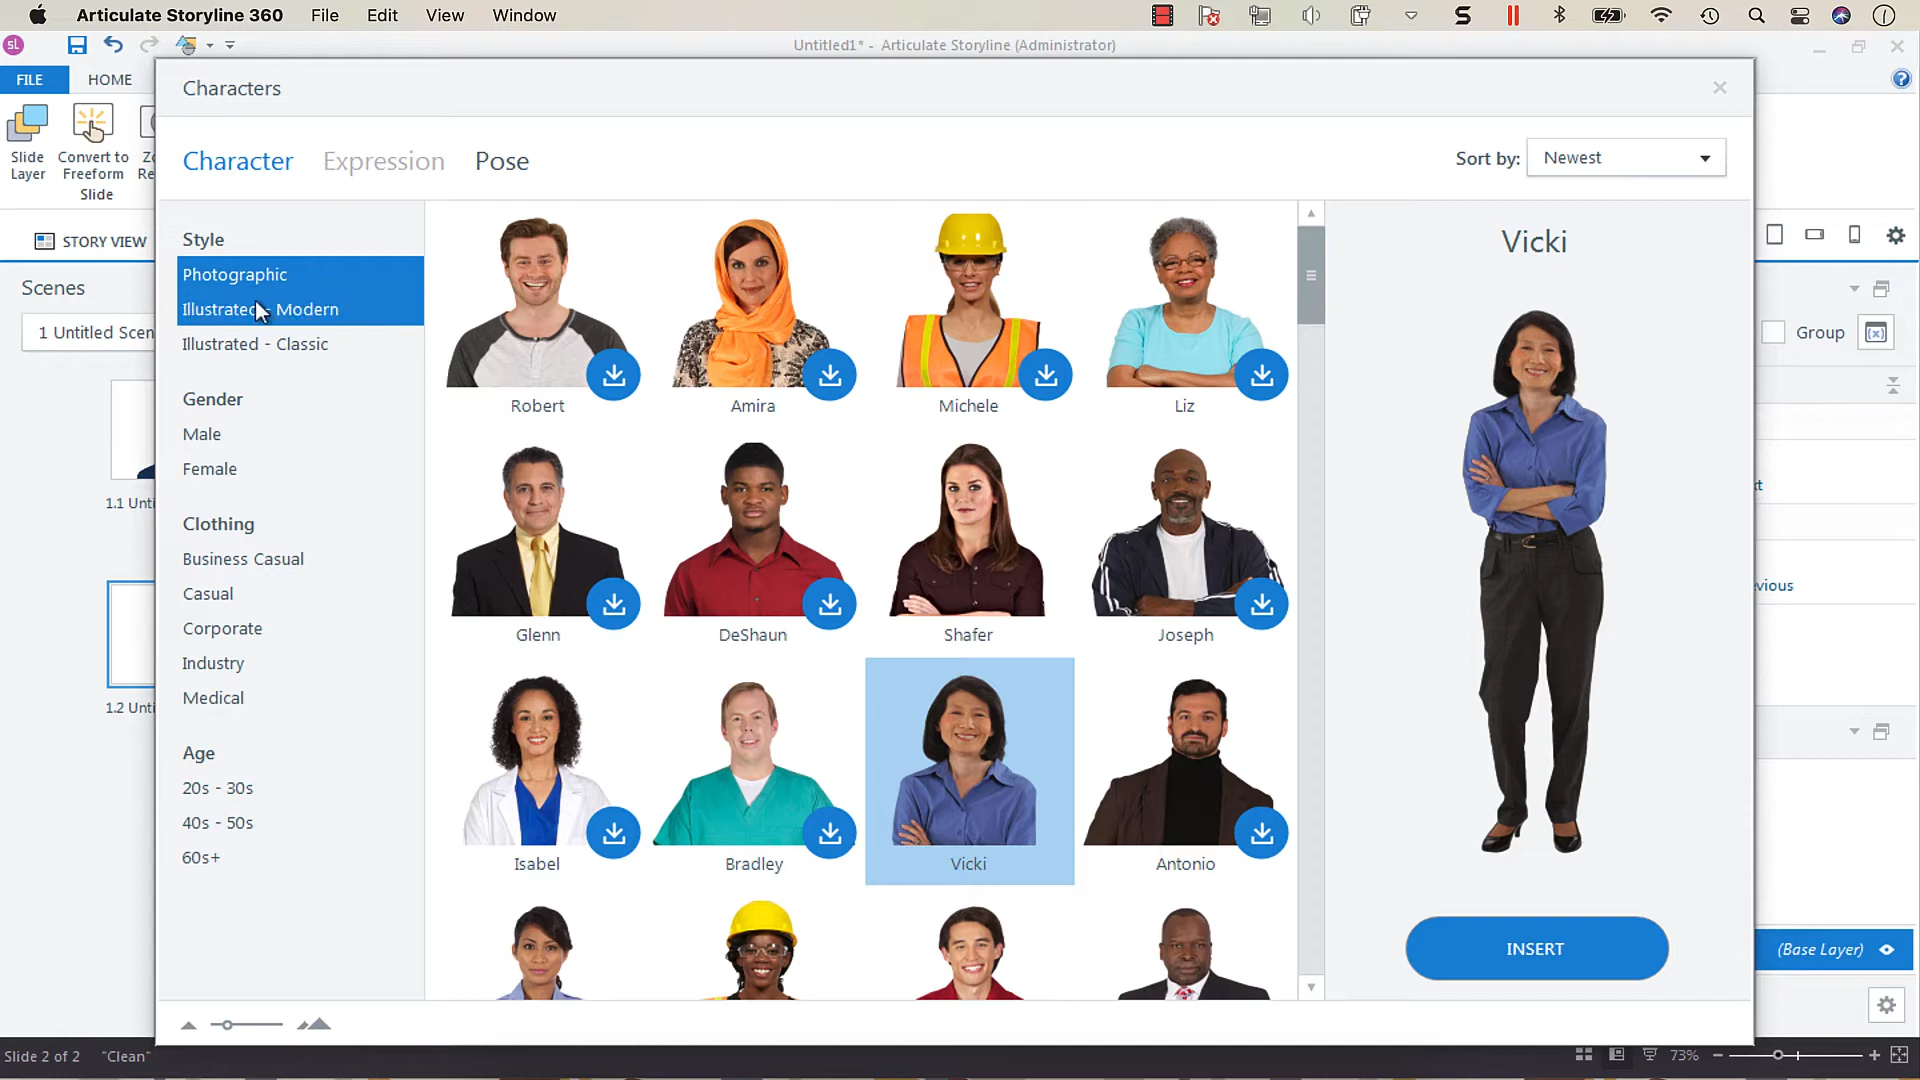 Articulate Storyline 360 File Edit View Window
sL
Untitled1* - Articulate Storyline (Administrator)
FILE HOME
Characters
Character Expression Pose
Sort by: Newest
Slide Layer
Convert to Freeform
Slide
STORY VIEW
Scenes
1 Untitled Scen
1.1 Unti
1.2 Unti
Style
Photographic
Illustrated - Modern
Illustrated - Classic
Gender
Male
Female
Clothing
Business Casual
Casual
Corporate
Industry
Medical
Age
20s - 30s
40s - 50s
60s+
Robert Amira Michele Liz
Glenn DeShaun Shafer Joseph
Isabel Bradley Vicki Antonio
Vicki
INSERT
Group
(x)
xt
vious
(Base Layer)
Slide 2 of 2 "Clean"
73%